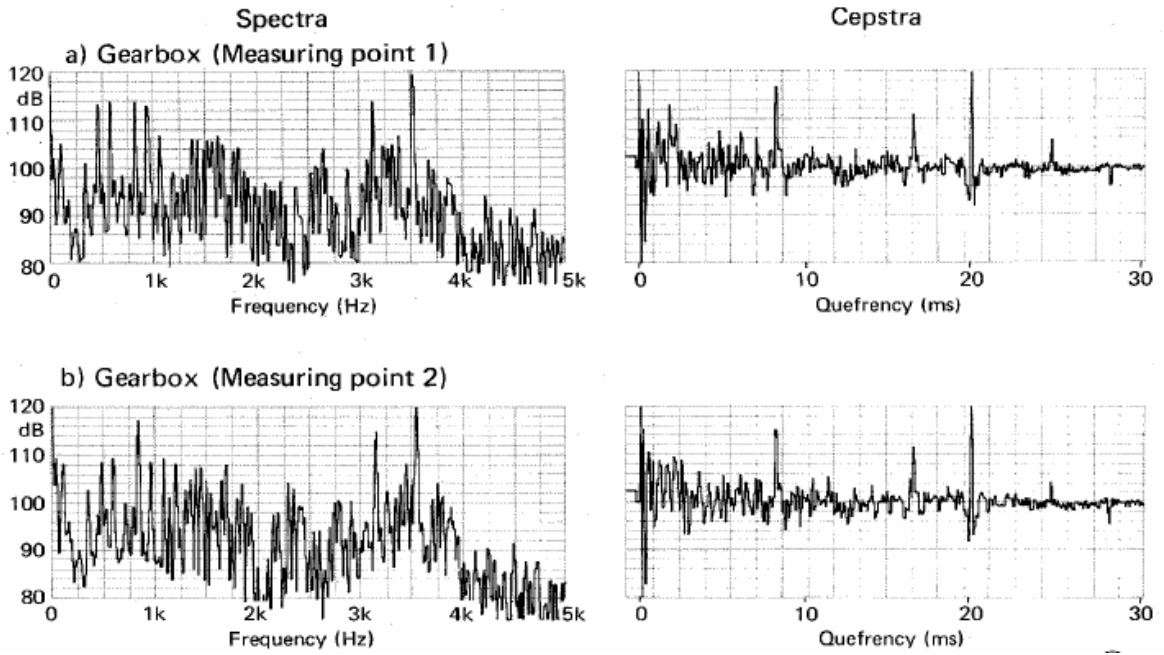 Spectra
Cepstra
a) Gearbox (Measuring point 1)
120
dB
110
100
90
80
0 1k 2k 3k 4k 5k
Frequency (Hz)
0 10 20 30
Quefrency (ms)
b) Gearbox (Measuring point 2)
120
dB
110
100
90
80
0 1k 2k 3k 4k 5k
Frequency (Hz)
0 10 20 30
Quefrency (ms)